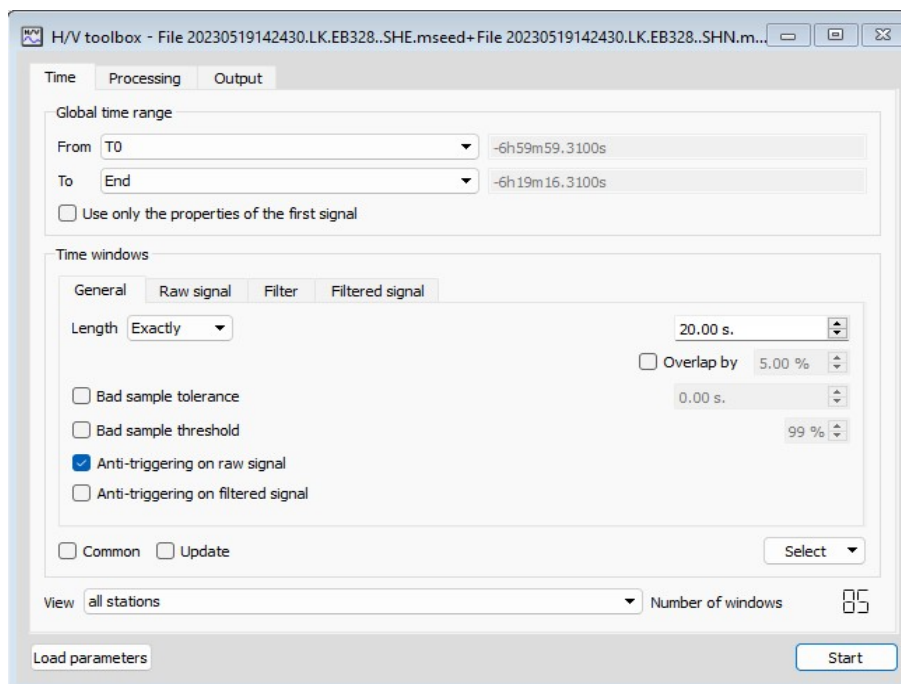 H/V toolbox - File 20230519142430.LK.EB328..SHE.mseed+File 20230519142430.LK.EB328..SHN.m...
Time Processing Output
Global time range
From T0 -6h59m59.3100s
To End -6h19m16.3100s
Use only the properties of the first signal
Time windows
General Raw signal Filter Filtered signal
Length Exactly 20.00 s.
Overlap by 5.00 %
Bad sample tolerance 0.00 s.
Bad sample threshold 99 %
Anti-triggering on raw signal
Anti-triggering on filtered signal
Common Update Select
View all stations Number of windows 85
Load parameters Start